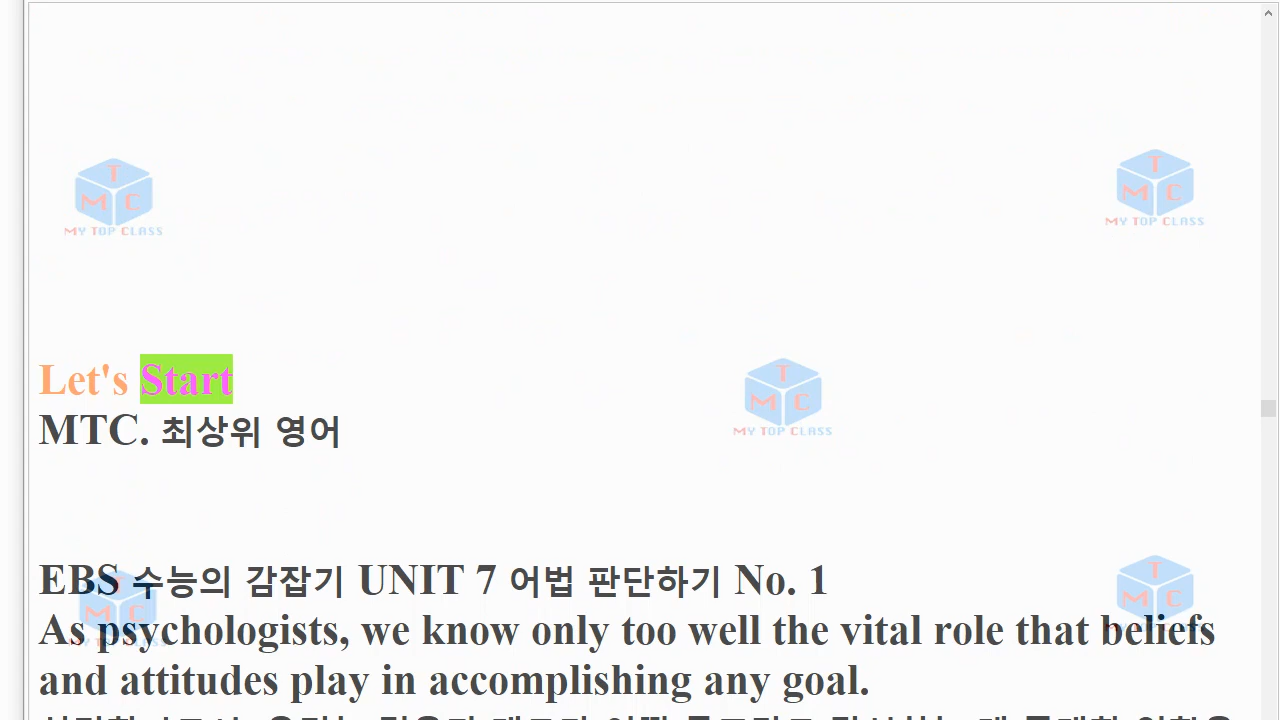 T
M C
MY TOP CLASS
T
M C
MY TOP CLASS
Let's Start
MTC. 최상위 영어
T
M C
MY TOP CLASS
EBS 수능의 감잡기 UNIT 7 어법 판단하기 No. 1
T
M C
T
M C
As psychologists, we know only too well the vital role that beliefs
and attitudes play in accomplishing any goal.